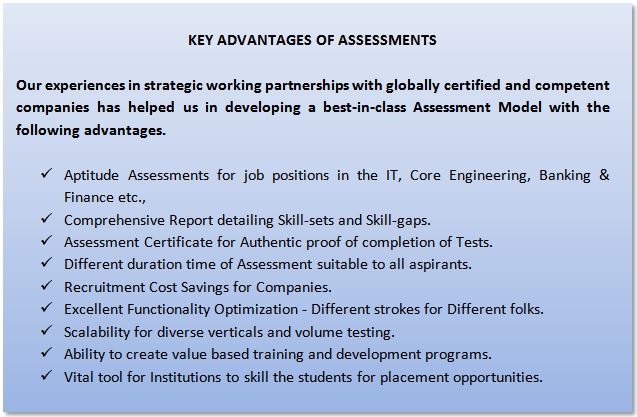 KEY ADVANTAGES OF ASSESSMENTS
Our experiences in strategic working partnerships with globally certified and competent
companies has helped us in developing a best-in-class Assessment Model with the
following advantages.
✓ Aptitude Assessments for job positions in the IT, Core Engineering, Banking &
Finance etc.,
✓ Comprehensive Report detailing Skill-sets and Skill-gaps.
✓ Assessment Certificate for Authentic proof of completion of Tests.
✓ Different duration time of Assessment suitable to all aspirants.
✓ Recruitment Cost Savings for Companies.
✓ Excellent Functionality Optimization - Different strokes for Different folks.
✓ Scalability for diverse verticals and volume testing.
✓ Ability to create value based training and development programs.
✓ Vital tool for Institutions to skill the students for placement opportunities.